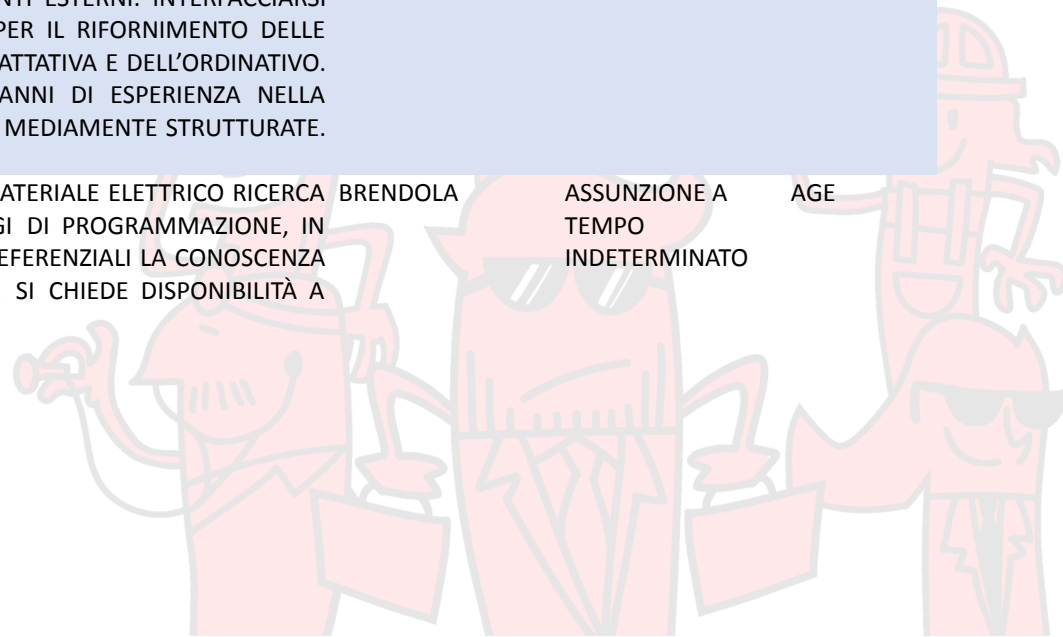 NTI ESTERNI. INTERFACCIARSI
PER IL RIFORNIMENTO DELLE
ATTATIVA E DELL'ORDINATIVO.
ANNI DI ESPERIENZA NELLA
MEDIAMENTE STRUTTURATE.
ATERIALE ELETTRICO RICERCA BRENDOLA ASSUNZIONE A AGE
GI DI PROGRAMMAZIONE, IN TEMPO
EFERENZIALI LA CONOSCENZA INDETERMINATO
SI CHIEDE DISPONIBILITÀ A